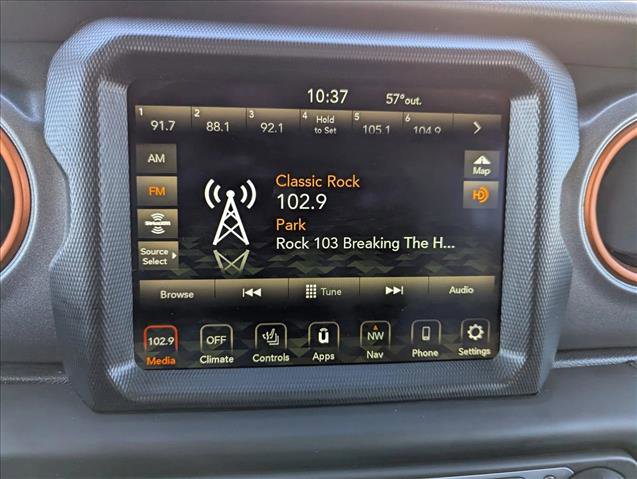 10:37 57°out.
1 91.7 2 88.1 3 92.1 4 Hold to Set 5 105.1 6 104.9
AM
Map
Classic Rock
FM
102.9
HD
Park
SiriusXM
Rock 103 Breaking The H...
Source
Select
Browse Tune Audio
102.9 OFF NW
Media Climate Controls Apps Nav Phone Settings